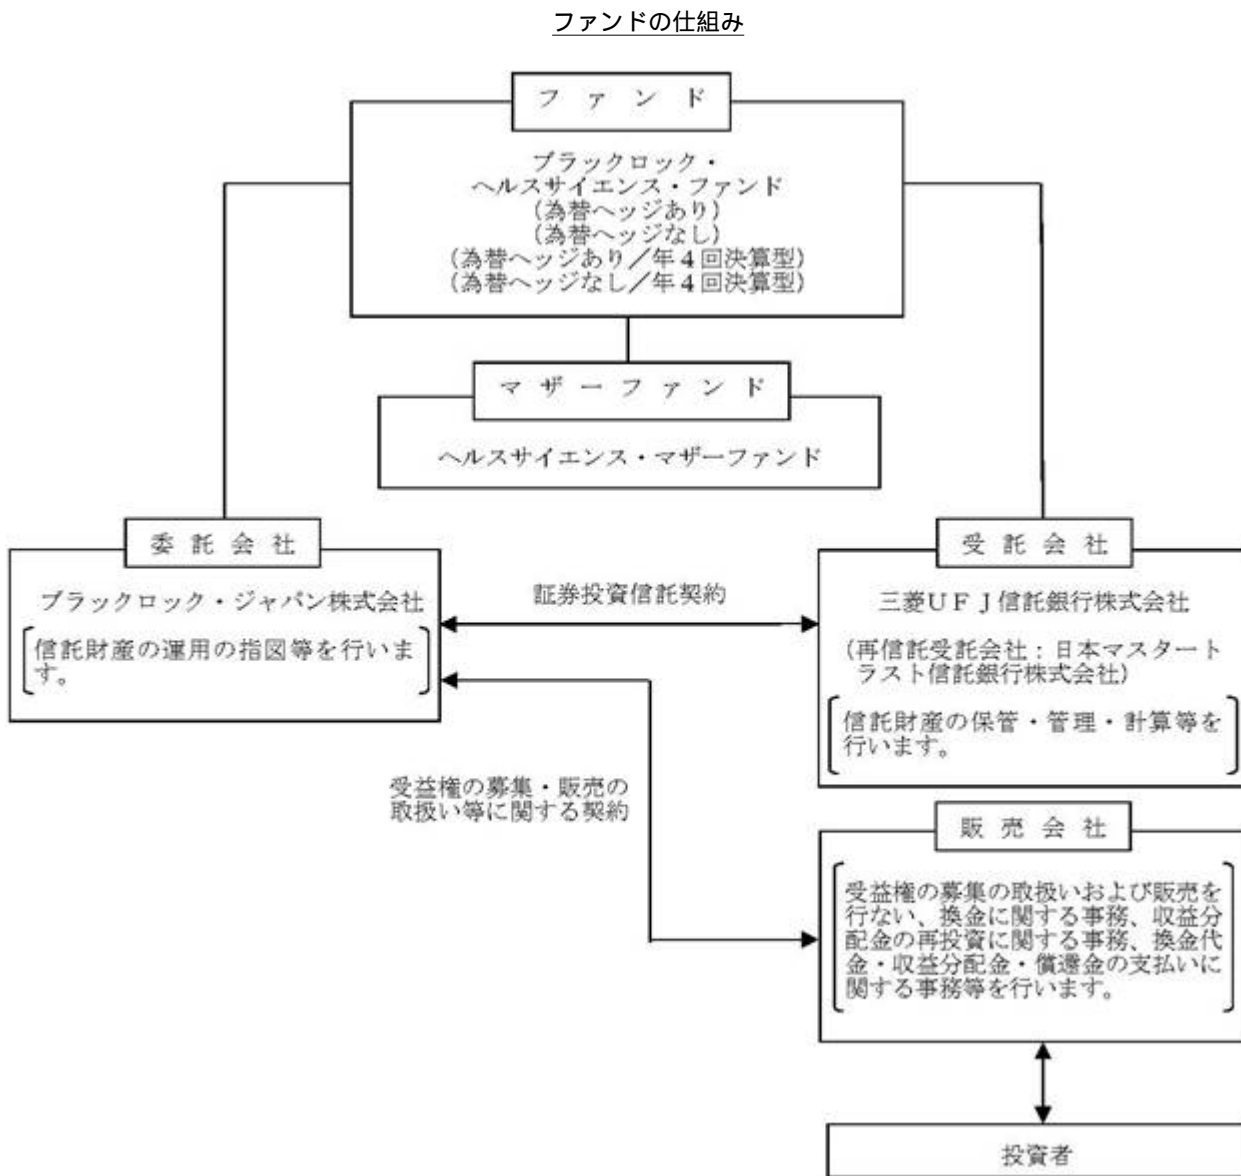 ファンドの仕組み
ファンド
ブラックロック・
ヘルスサイエンス・ファンド
(為替ヘッジあり)
(為替ヘッジなし)
(為替ヘッジあり／年4回決算型)
(為替ヘッジなし／年4回決算型)
マザーファンド
ヘルスサイエンス・マザーファンド
委託会社
ブラックロック・ジャパン株式会社
信託財産の運用の指図等を行いま
す。
証券投資信託契約
受託会社
三菱UFJ信託銀行株式会社
(再信託受託会社：日本マスタート
ラスト信託銀行株式会社)
信託財産の保管・管理・計算等を
行います。
受益権の募集・販売の
取扱い等に関する契約
販売会社
受益権の募集の取扱いおよび販売を
行ない、換金に関する事務、収益分
配金の再投資に関する事務、換金代
金・収益分配金・償還金の支払いに
関する事務等を行います。
投資者